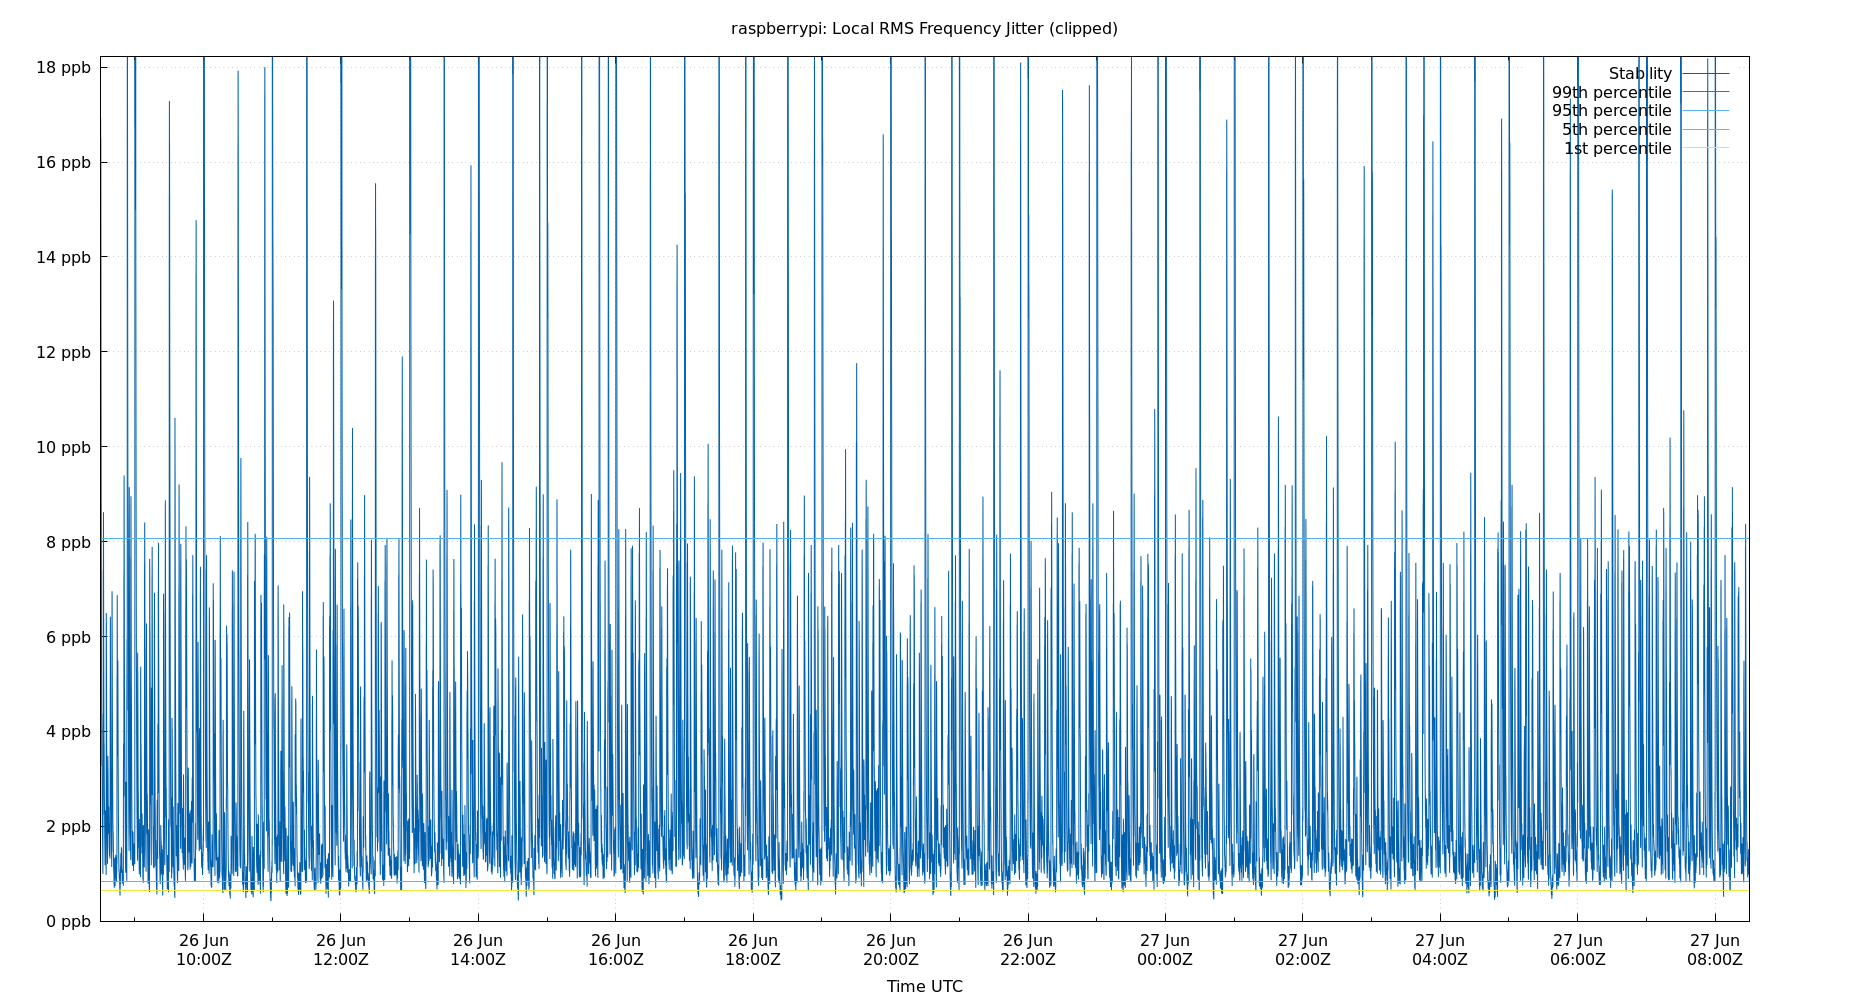 raspberrypi: Local RMS Frequency Jitter (clipped)
18 ppb
16 ppb
14 ppb
12 ppb
10 ppb
8 ppb
6 ppb
4 ppb
2 ppb
0 ppb
Stability
99th percentile
95th percentile
5th percentile
1st percentile
26 Jun 26 Jun 26 Jun 26 Jun 26 Jun 26 Jun 26 Jun 27 Jun 27 Jun 27 Jun 27 Jun 27 Jun
10:00Z 12:00Z 14:00Z 16:00Z 18:00Z 20:00Z 22:00Z 00:00Z 02:00Z 04:00Z 06:00Z 08:00Z
Time UTC